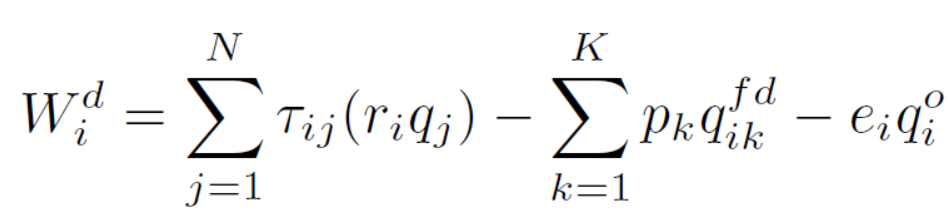 W_i^d = \sum_{j=1}^{N} \tau_{ij}(r_i q_j) - \sum_{k=1}^{K} p_k q_{ik}^{fd} - e_i q_i^o